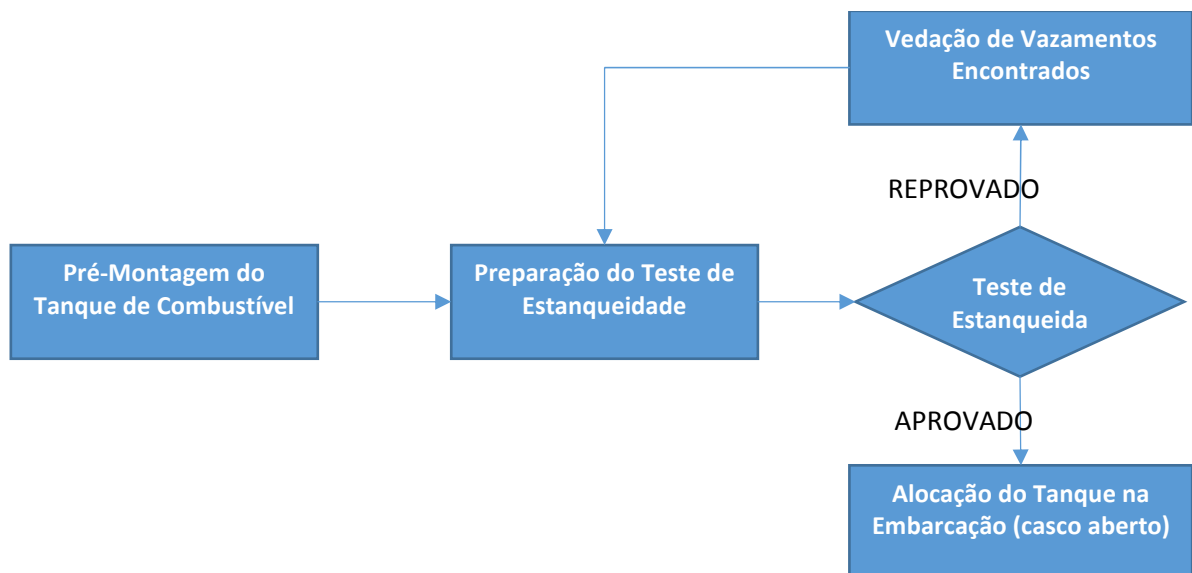 Vedação de Vazamentos
Encontrados
REPROVADO
Pré-Montagem do
Tanque de Combustível
Preparação do Teste de
Estanqueidade
Teste de
Estanqueida
APROVADO
Alocação do Tanque na
Embarcação (casco aberto)